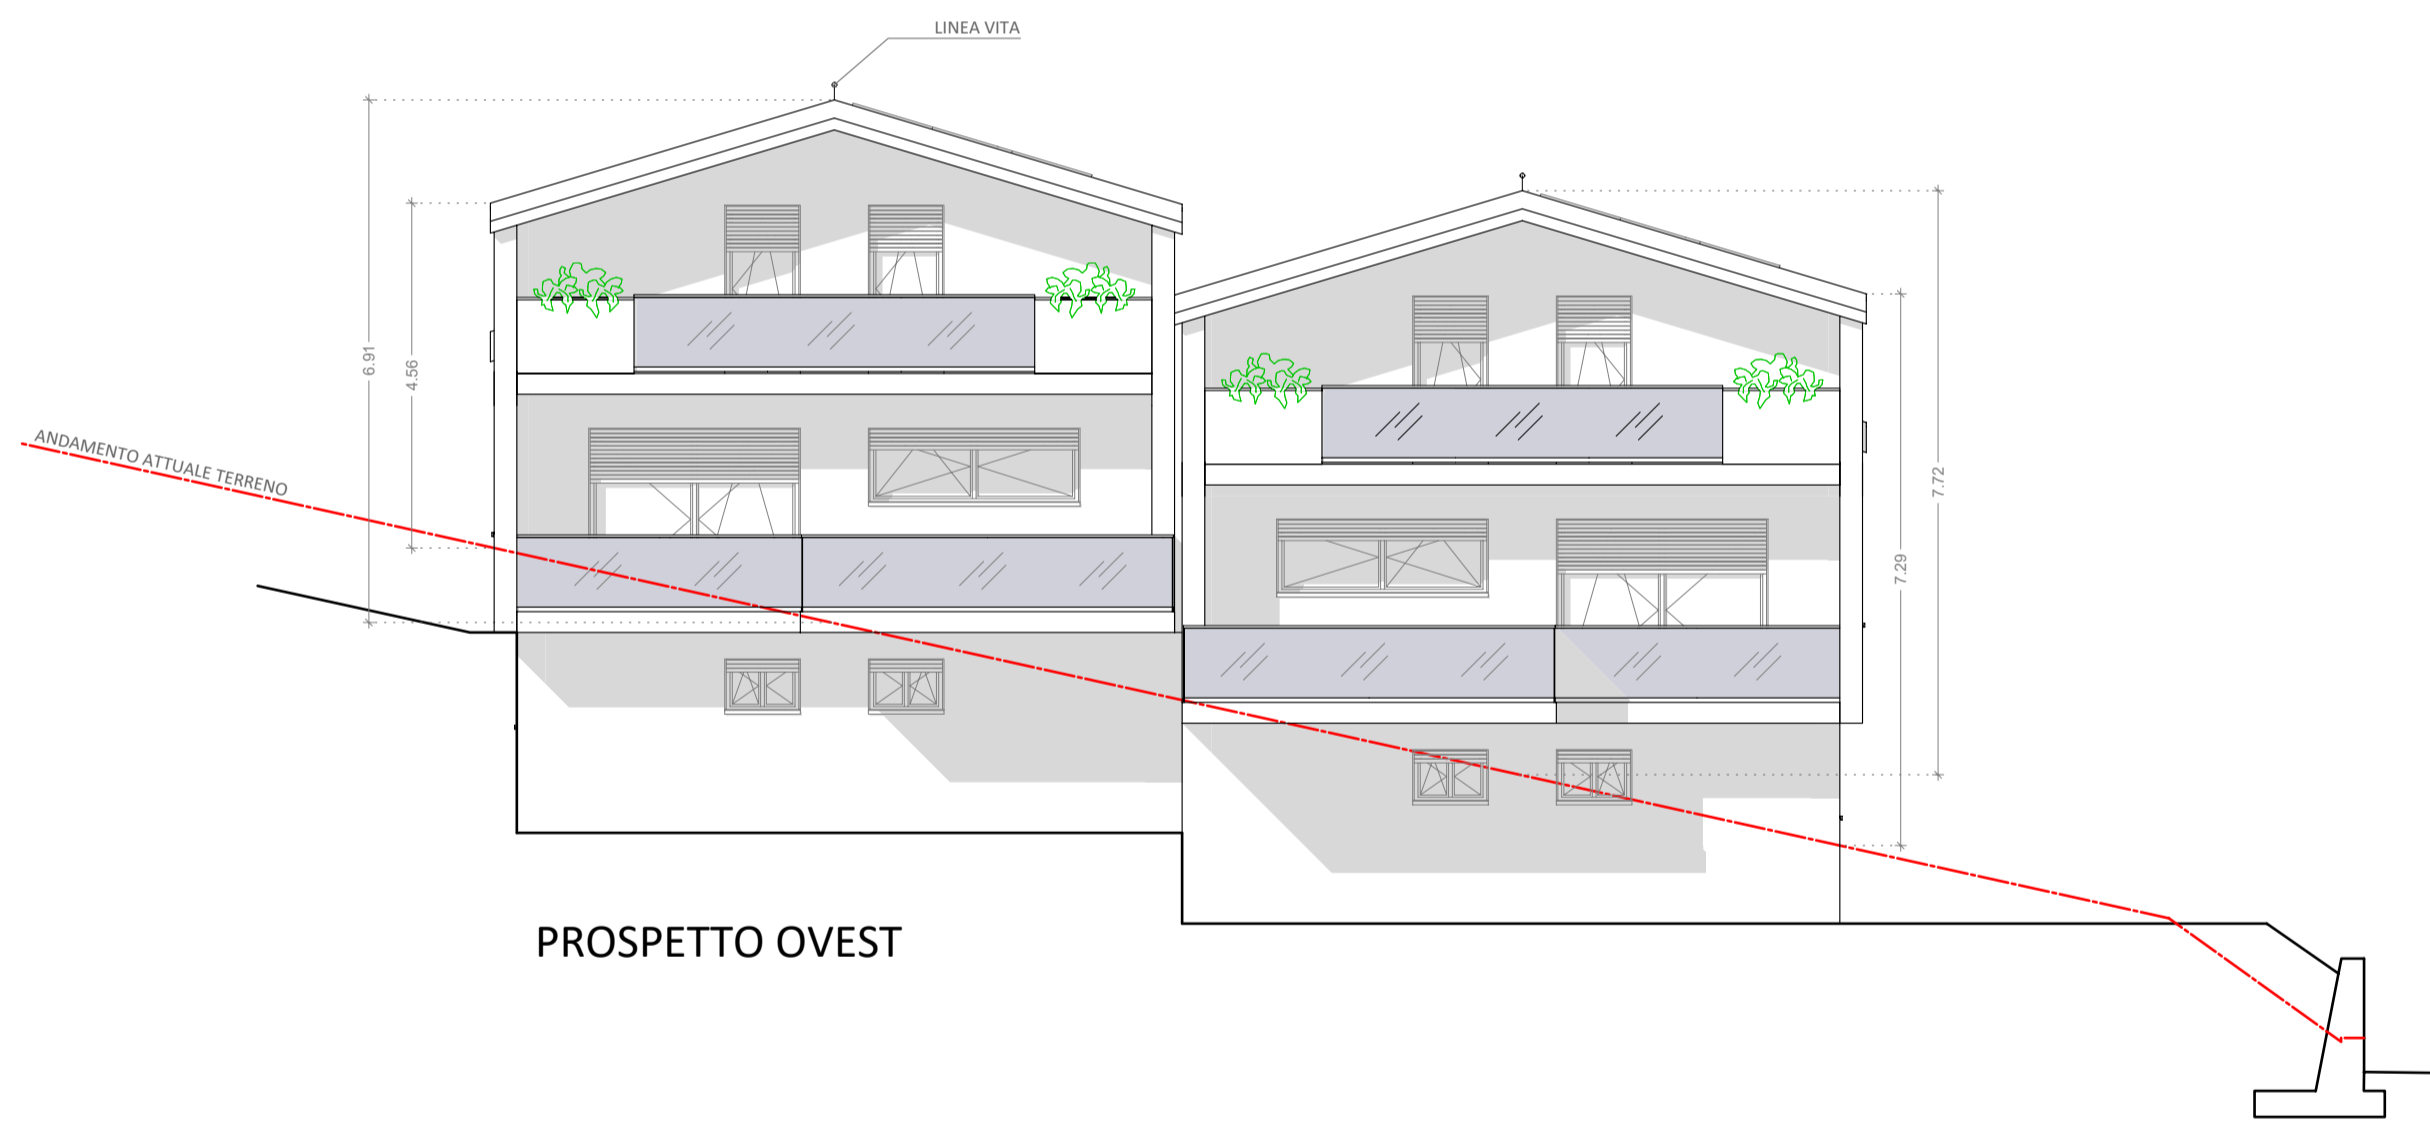 LINEA VITA
6.91
4.56
ANDAMENTO ATTUALE TERRENO
7.72
7.29
PROSPETTO OVEST